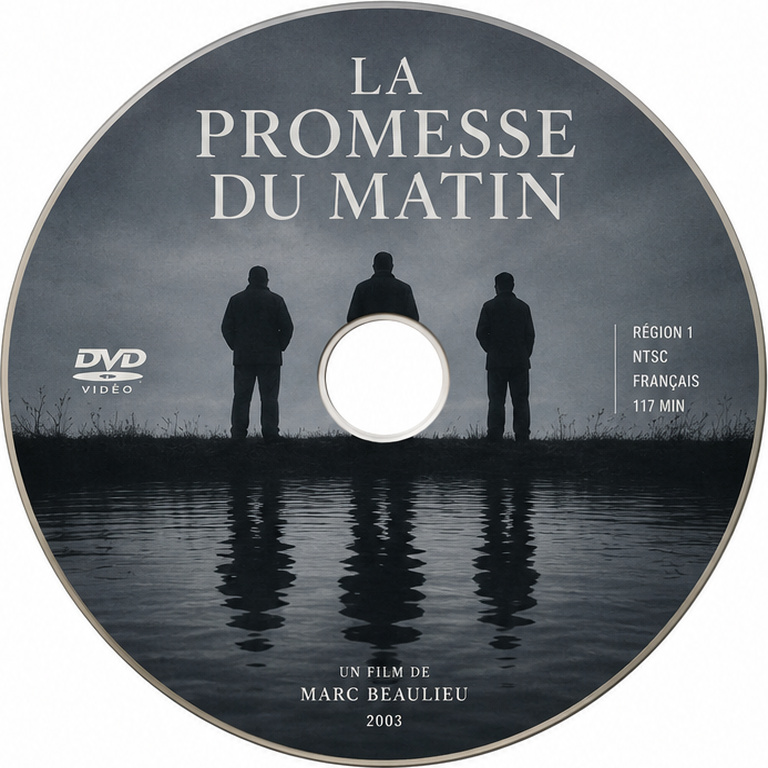 LA
PROMESSE
DU MATIN
DVD
VIDÉO
RÉGION 1
NTSC
FRANÇAIS
117 MIN
UN FILM DE
MARC BEAULIEU
2003